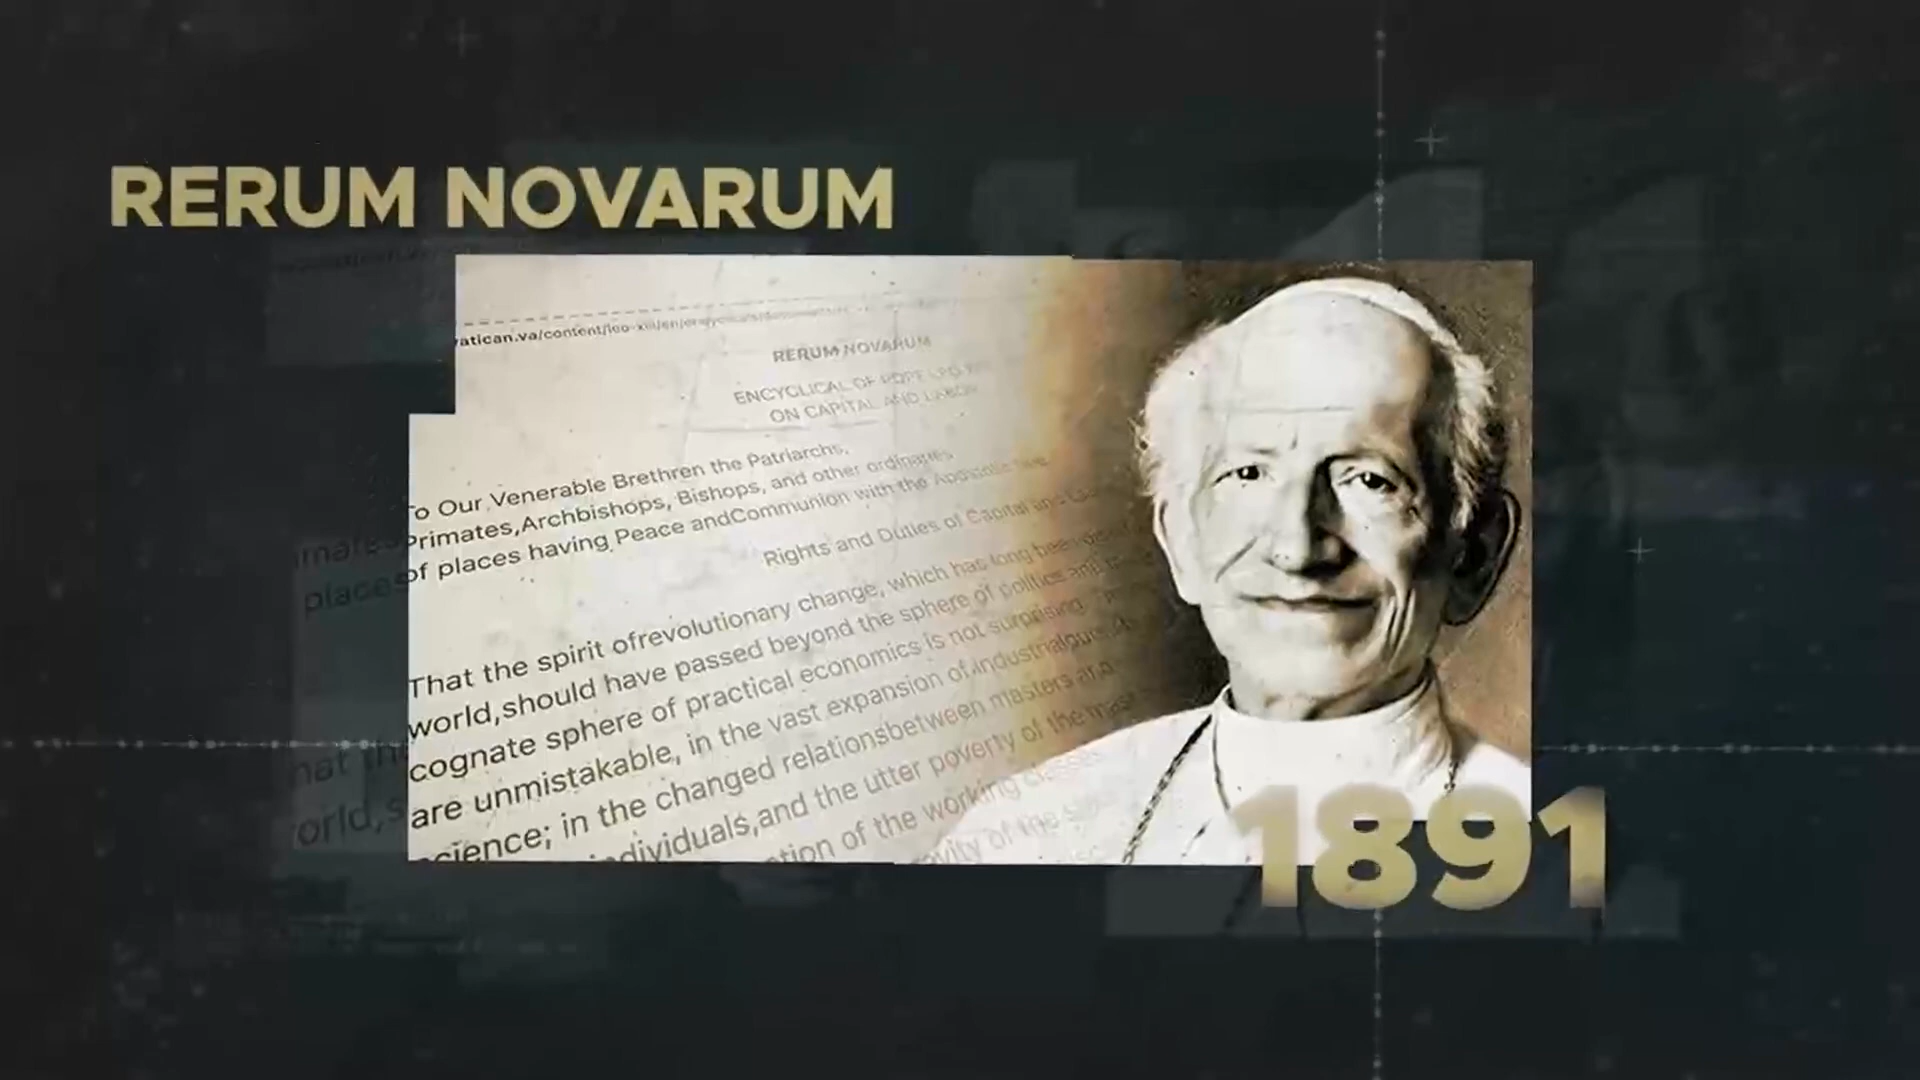 RERUM NOVARUM
atican.va/content/leo-xiii/en/encyclicals/documents
RERUM NOVARUM
ENCYCLICAL OF POPE LEO XIII
ON CAPITAL AND LABOR
To Our Venerable Brethren the Patriarchs,
Primates,Archbishops, Bishops, and other ordinaries
of places having Peace andCommunion with the Apostolic See.
Rights and Duties of Capital and
That the spirit ofrevolutionary change, which has long been
world,should have passed beyond the sphere of politics and
cognate sphere of practical economics is not surprising.
are unmistakable, in the vast expansion of industrial
science; in the changed relationsbetween masters and
individuals,and the utter poverty of the
tion of the working classes
vity of the
1891